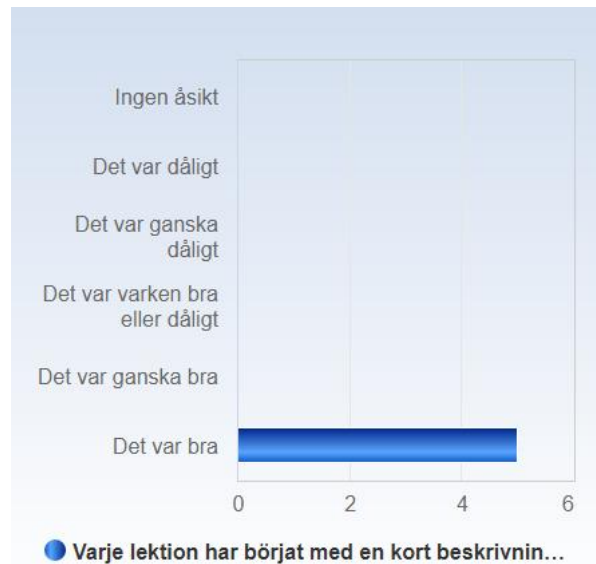 Ingen åsikt
Det var dåligt
Det var ganska
dåligt
Det var varken bra
eller dåligt
Det var ganska bra
Det var bra
0 2 4 6
Varje lektion har börjat med en kort beskrivnin…